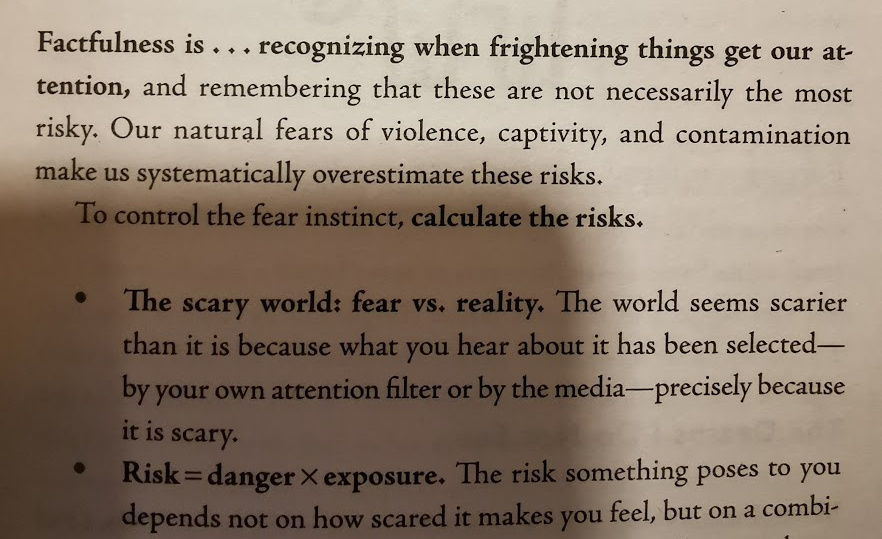 Factfulness is . . . recognizing when frightening things get our at-
tention, and remembering that these are not necessarily the most
risky. Our natural fears of violence, captivity, and contamination
make us systematically overestimate these risks.
To control the fear instinct, calculate the risks.
• The scary world: fear vs. reality. The world seems scarier
than it is because what you hear about it has been selected—
by your own attention filter or by the media—precisely because
it is scary.
• Risk = danger × exposure. The risk something poses to you
depends not on how scared it makes you feel, but on a combi-